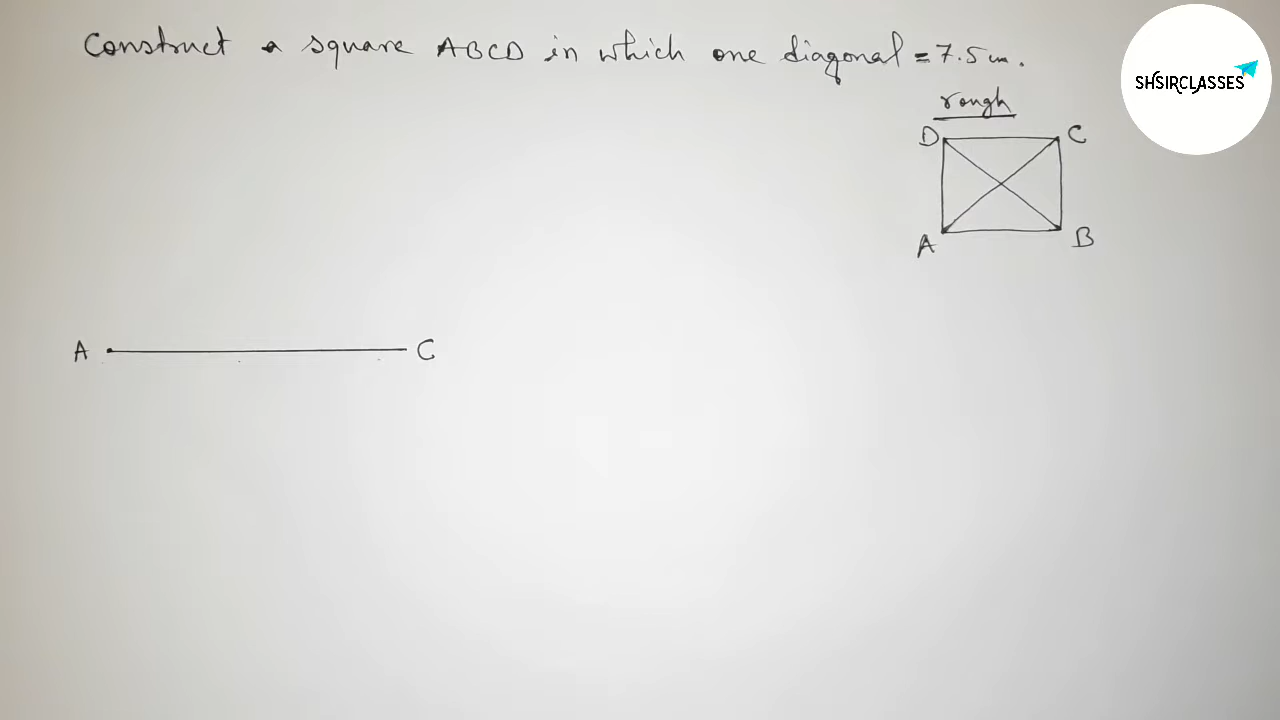 Construct a square ABCD in which one diagonal = 7.5 cm.
SHSIRCLASSES
rough
D C
A B
A C